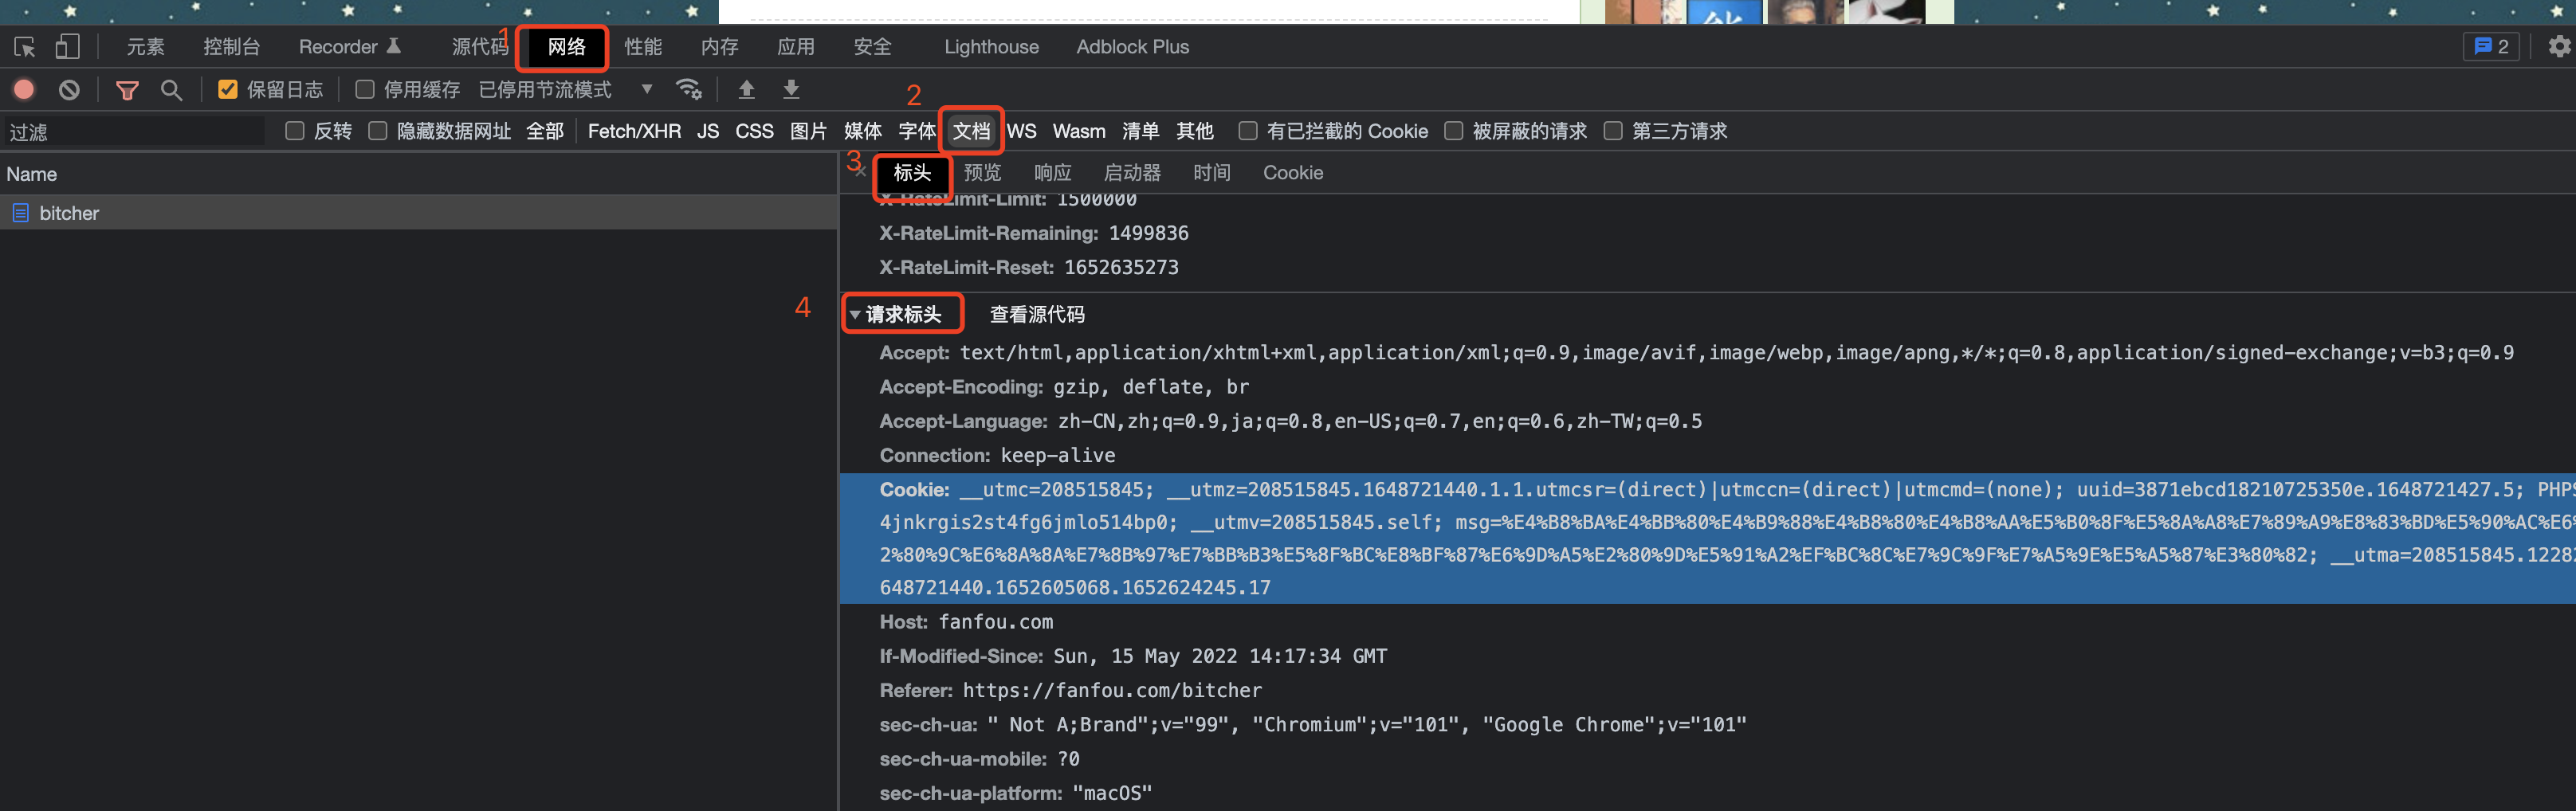 能
元素 控制台 Recorder 源代码 1 网络 性能 内存 应用 安全 Lighthouse Adblock Plus 2
保留日志 停用缓存 已停用节流模式
2
过滤 反转 隐藏数据网址 全部 Fetch/XHR JS CSS 图片 媒体 字体 文档 WS Wasm 清单 其他 有已拦截的 Cookie 被屏蔽的请求 第三方请求
Name 3 × 标头 预览 响应 启动器 时间 Cookie
bitcher
X-RateLimit-Limit: 1500000
X-RateLimit-Remaining: 1499836
X-RateLimit-Reset: 1652635273
4 请求标头 查看源代码
Accept: text/html,application/xhtml+xml,application/xml;q=0.9,image/avif,image/webp,image/apng,*/*;q=0.8,application/signed-exchange;v=b3;q=0.9
Accept-Encoding: gzip, deflate, br
Accept-Language: zh-CN,zh;q=0.9,ja;q=0.8,en-US;q=0.7,en;q=0.6,zh-TW;q=0.5
Connection: keep-alive
Cookie: __utmc=208515845; __utmz=208515845.1648721440.1.1.utmcsr=(direct)|utmccn=(direct)|utmcmd=(none); uuid=3871ebcd18210725350e.1648721427.5; PHPS
4jnkrgis2st4fg6jmlo514bp0; __utmv=208515845.self; msg=%E4%B8%BA%E4%BB%80%E4%B9%88%E4%B8%80%E4%B8%AA%E5%B0%8F%E5%8A%A8%E7%89%A9%E8%83%BD%E5%90%AC%E6%
2%80%9C%E6%8A%8A%E7%8B%97%E7%BB%B3%E5%8F%BC%E8%BF%87%E6%9D%A5%E2%80%9D%E5%91%A2%EF%BC%8C%E7%9C%9F%E7%A5%9E%E5%A5%87%E3%80%82; __utma=208515845.12282
648721440.1652605068.1652624245.17
Host: fanfou.com
If-Modified-Since: Sun, 15 May 2022 14:17:34 GMT
Referer: https://fanfou.com/bitcher
sec-ch-ua: " Not A;Brand";v="99", "Chromium";v="101", "Google Chrome";v="101"
sec-ch-ua-mobile: ?0
sec-ch-ua-platform: "macOS"